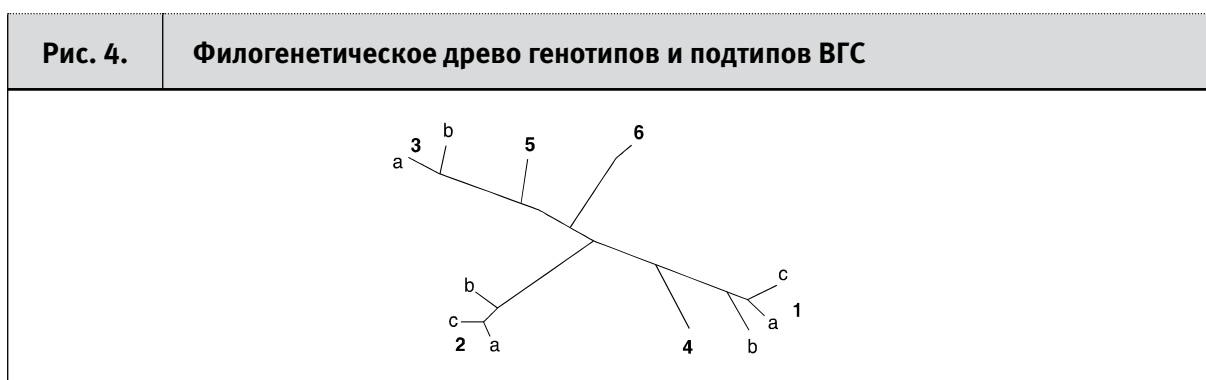 Рис. 4. Филогенетическое древо генотипов и подтипов ВГС
b 6
3 5
a
c
b 1
c a
2 a 4 b